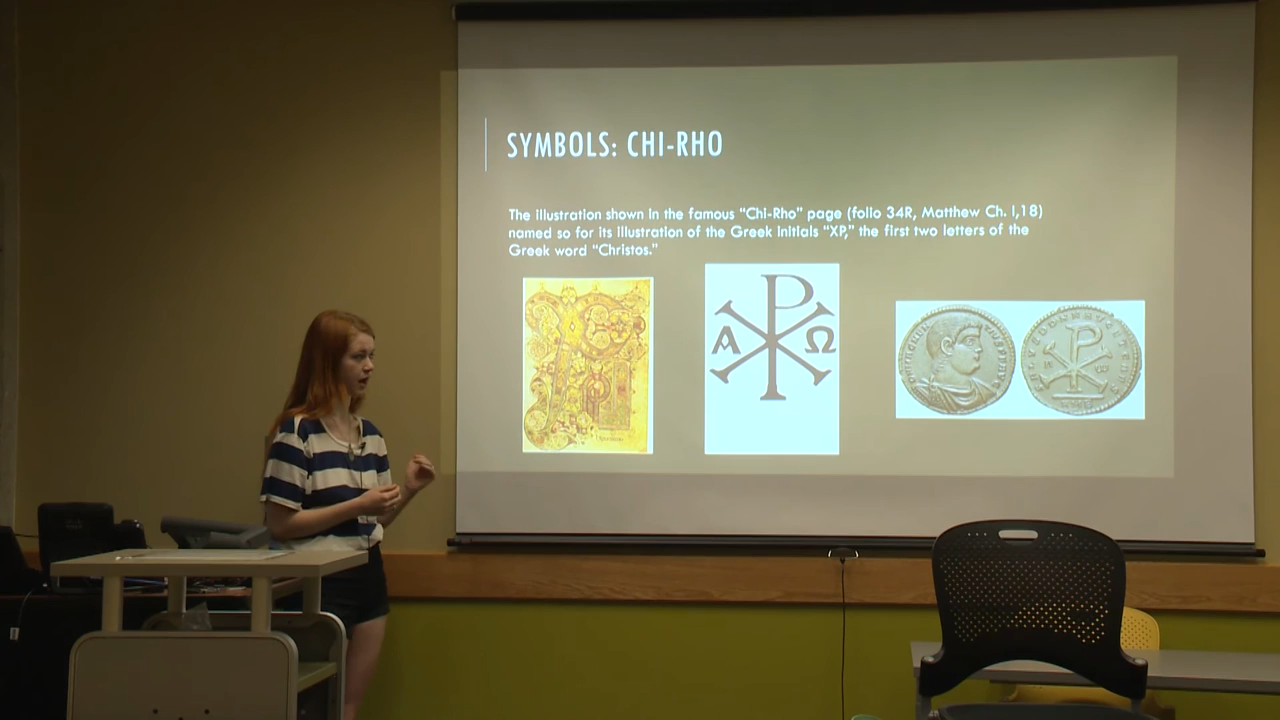 SYMBOLS: CHI-RHO
The illustration shown in the famous “Chi-Rho” page (folio 34R, Matthew Ch. I,18)
named so for its illustration of the Greek initials “XP,” the first two letters of the
Greek word “Christos.”
Α Ω